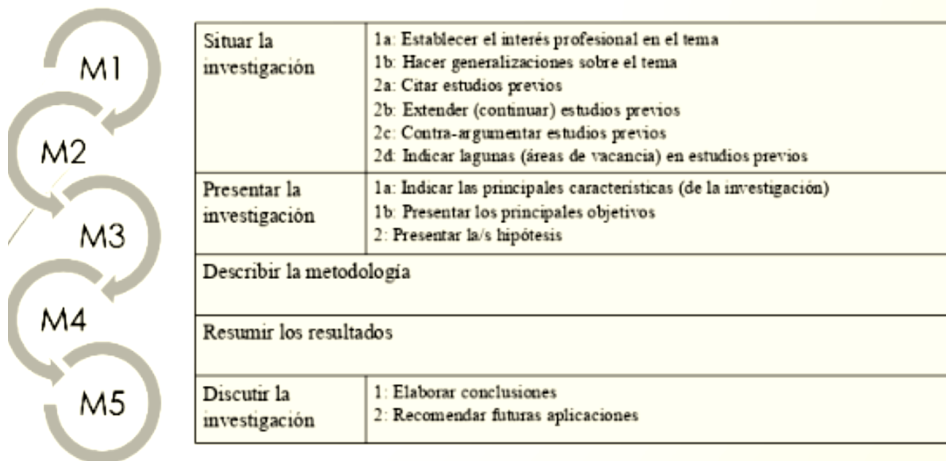 M1
M2
M3
M4
M5
Situar la
investigación
1a: Establecer el interés profesional en el tema
1b: Hacer generalizaciones sobre el tema
2a: Citar estudios previos
2b: Extender (continuar) estudios previos
2c: Contra-argumentar estudios previos
2d: Indicar lagunas (áreas de vacancia) en estudios previos
Presentar la
investigación
1a: Indicar las principales características (de la investigación)
1b: Presentar los principales objetivos
2: Presentar la/s hipótesis
Describir la metodología
Resumir los resultados
Discutir la
investigación
1: Elaborar conclusiones
2: Recomendar futuras aplicaciones